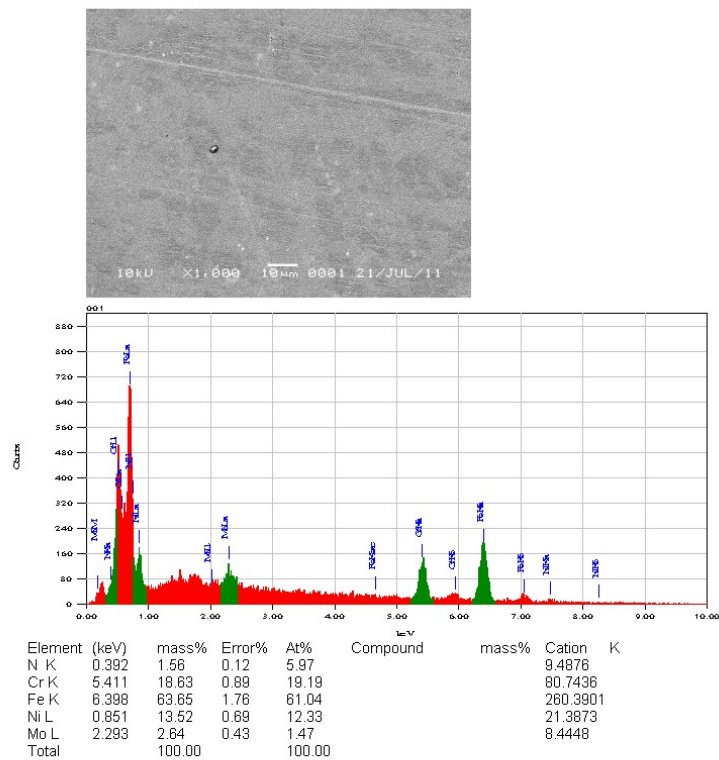 10kU X1,000 10µm 0001 21/JUL/11
001
880
800
720
640
560
480
400
320
240
160
80
0
Counts
0.00 1.00 2.00 3.00 4.00 5.00 6.00 7.00 8.00 9.00 10.00
keV
Element (keV) mass% Error% At% Compound mass% Cation K
N K 0.392 1.56 0.12 5.97 9.4876
Cr K 5.411 18.63 0.89 19.19 80.7436
Fe K 6.398 63.65 1.76 61.04 260.3901
Ni L 0.851 13.52 0.69 12.33 21.3873
Mo L 2.293 2.64 0.43 1.47 8.4448
Total 100.00 100.00